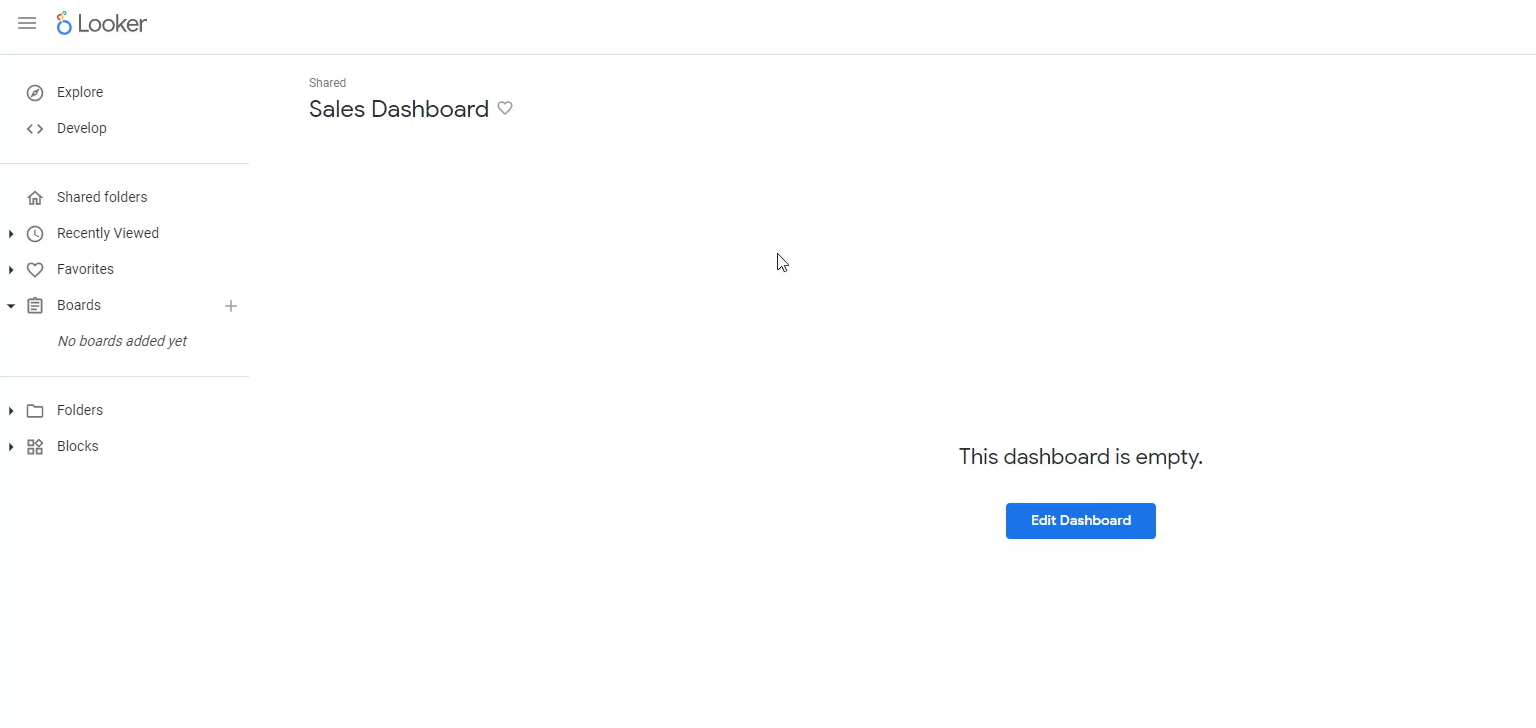 Looker
Explore
Develop
Shared folders
Recently Viewed
Favorites
Boards
No boards added yet
Folders
Blocks
Shared
Sales Dashboard
This dashboard is empty.
Edit Dashboard